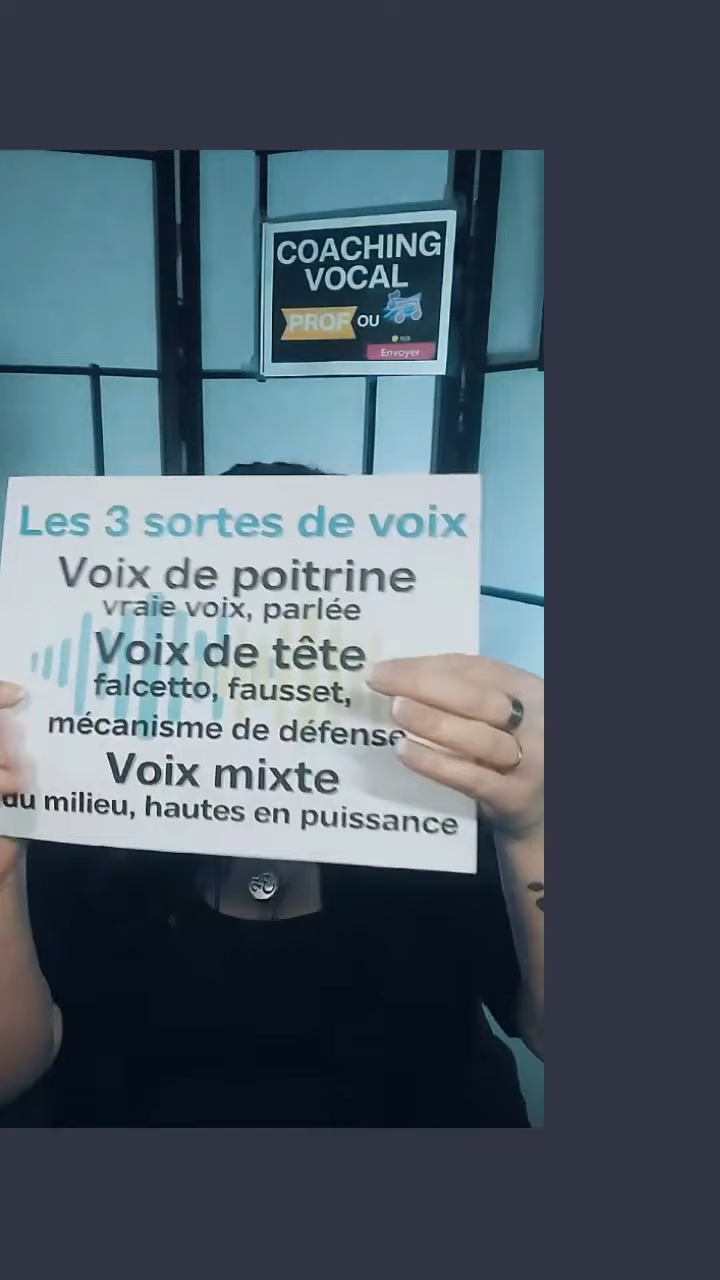 COACHING
VOCAL
PROF OU
Envoyer
Les 3 sortes de voix
Voix de poitrine
vraie voix, parlée
Voix de tête
falcetto, fausset,
mécanisme de défense
Voix mixte
du milieu, hautes en puissance